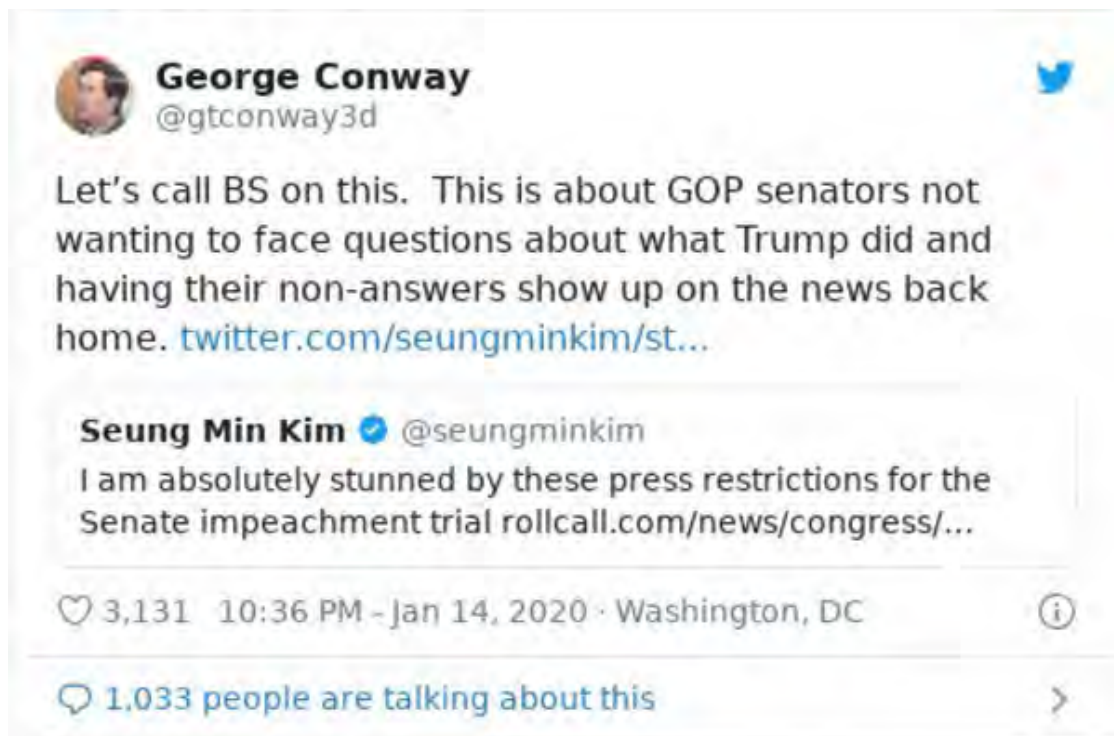 George Conway
@gtconway3d
Let’s call BS on this.  This is about GOP senators not
wanting to face questions about what Trump did and
having their non-answers show up on the news back
home. twitter.com/seungminkim/st...
Seung Min Kim @seungminkim
I am absolutely stunned by these press restrictions for the
Senate impeachment trial rollcall.com/news/congress/...
3,131 10:36 PM - Jan 14, 2020 · Washington, DC
1,033 people are talking about this